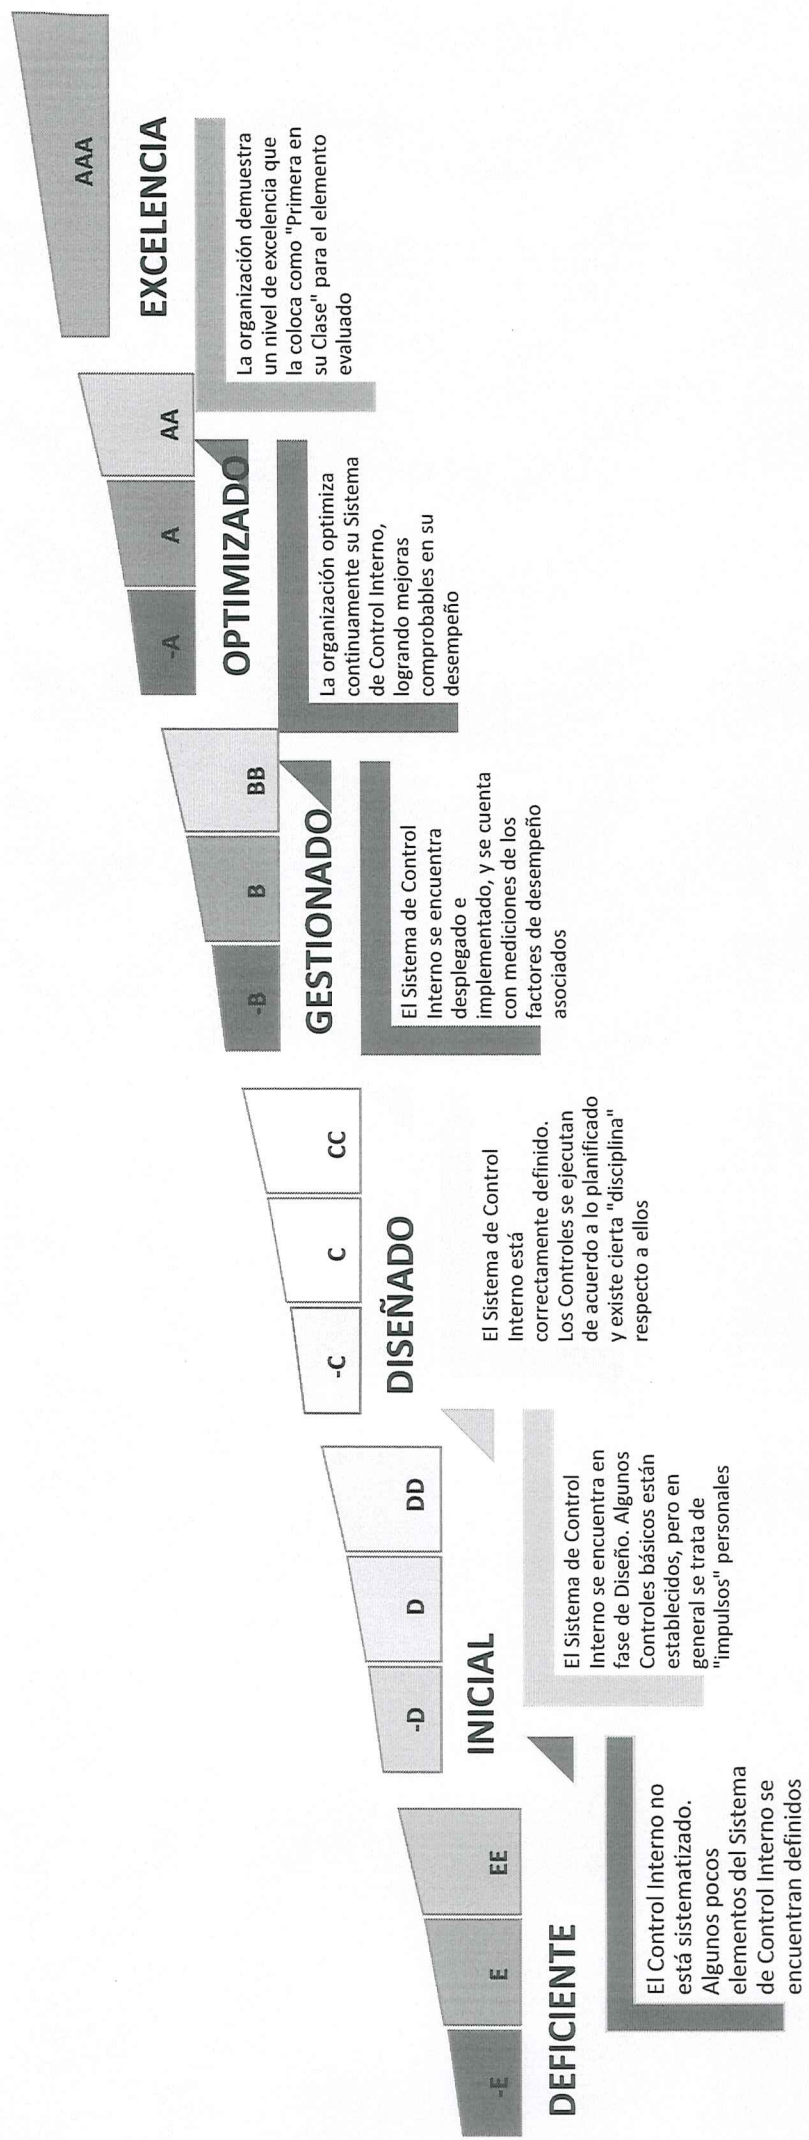 -E
E
EE
DEFICIENTE
El Control Interno no
está sistematizado.
Algunos pocos
elementos del Sistema
de Control Interno se
encuentran definidos
-D
D
DD
INICIAL
El Sistema de Control
Interno se encuentra en
fase de Diseño. Algunos
Controles básicos están
establecidos, pero en
general se trata de
"impulsos" personales
-C
C
CC
DISEÑADO
El Sistema de Control
Interno está
correctamente definido.
Los Controles se ejecutan
de acuerdo a lo planificado
y existe cierta "disciplina"
respecto a ellos
-B
B
BB
GESTIONADO
El Sistema de Control
Interno se encuentra
desplegado e
implementado, y se cuenta
con mediciones de los
factores de desempeño
asociados
-A
A
AA
OPTIMIZADO
La organización optimiza
continuamente su Sistema
de Control Interno,
logrando mejoras
comprobables en su
desempeño
AAA
EXCELENCIA
La organización demuestra
un nivel de excelencia que
la coloca como "Primera en
su Clase" para el elemento
evaluado